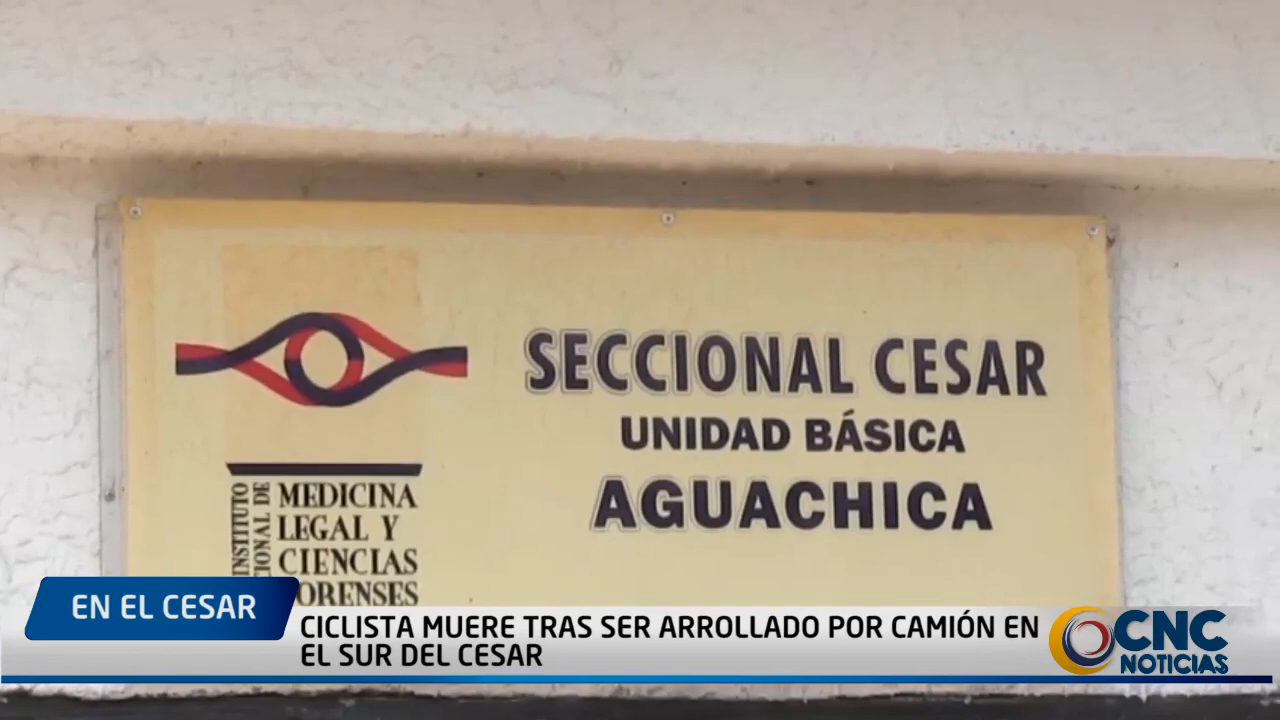 SECCIONAL CESAR
UNIDAD BÁSICA
AGUACHICA
INSTITUTO
MEDICINA
LEGAL Y
CIENCIAS
EN EL CESAR
CICLISTA MUERE TRAS SER ARROLLADO POR CAMIÓN EN
EL SUR DEL CESAR
CNC
NOTICIAS